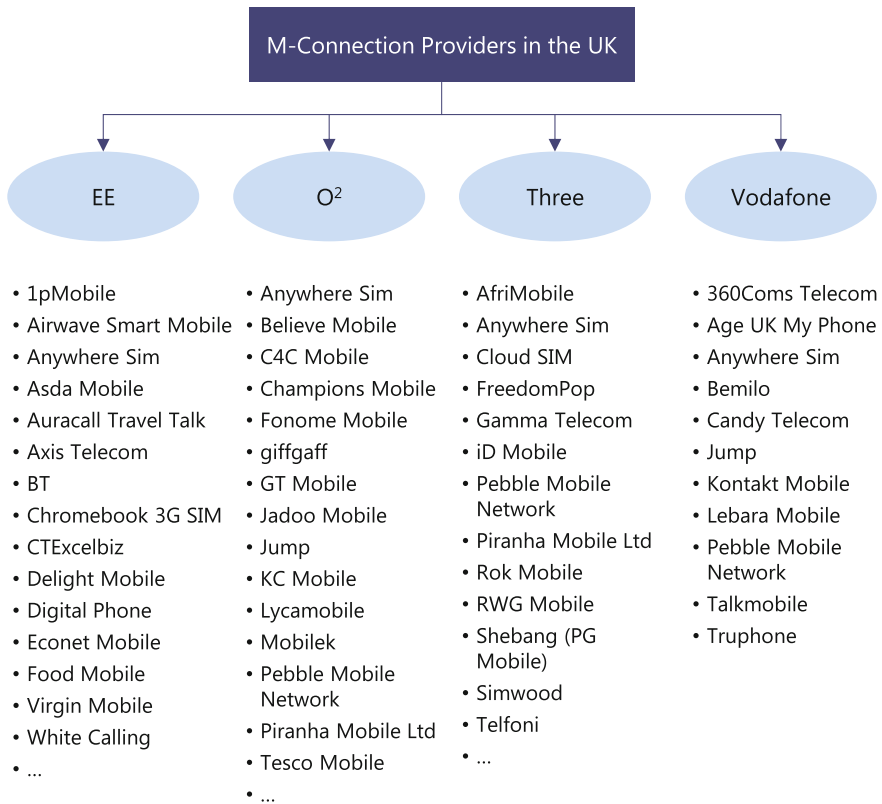 M-Connection Providers in the UK
EE
O²
Three
Vodafone
• 1pMobile
• Airwave Smart Mobile
• Anywhere Sim
• Asda Mobile
• Auracall Travel Talk
• Axis Telecom
• BT
• Chromebook 3G SIM
• CTExcelbiz
• Delight Mobile
• Digital Phone
• Econet Mobile
• Food Mobile
• Virgin Mobile
• White Calling
• ...
• Anywhere Sim
• Believe Mobile
• C4C Mobile
• Champions Mobile
• Fonome Mobile
• giffgaff
• GT Mobile
• Jadoo Mobile
• Jump
• KC Mobile
• Lycamobile
• Mobilek
• Pebble Mobile
Network
• Piranha Mobile Ltd
• Tesco Mobile
• ...
• AfriMobile
• Anywhere Sim
• Cloud SIM
• FreedomPop
• Gamma Telecom
• iD Mobile
• Pebble Mobile
Network
• Piranha Mobile Ltd
• Rok Mobile
• RWG Mobile
• Shebang (PG
Mobile)
• Simwood
• Telfoni
• ...
• 360Coms Telecom
• Age UK My Phone
• Anywhere Sim
• Bemilo
• Candy Telecom
• Jump
• Kontakt Mobile
• Lebara Mobile
• Pebble Mobile
Network
• Talkmobile
• Truphone